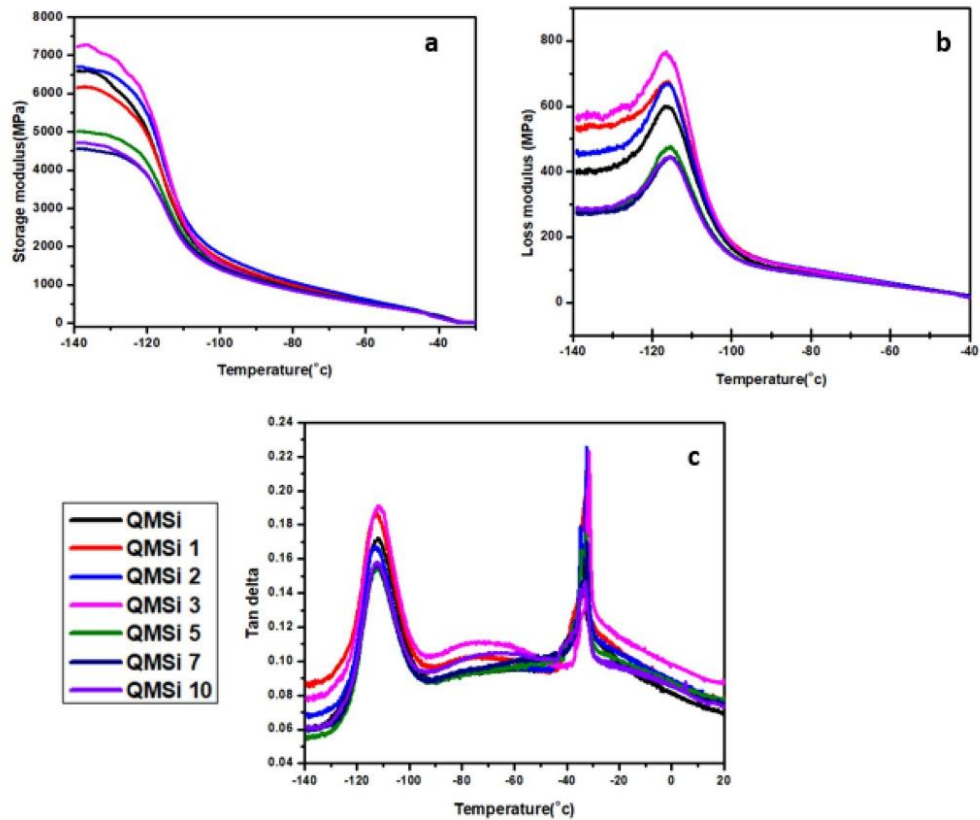 a
Storage modulus(MPa)
8000
7000
6000
5000
4000
3000
2000
1000
0
-140 -120 -100 -80 -60 -40
Temperature(˚c)
b
Loss modulus (MPa)
800
600
400
200
0
-140 -120 -100 -80 -60 -40
Temperature(˚c)
QMSi
QMSi 1
QMSi 2
QMSi 3
QMSi 5
QMSi 7
QMSi 10
c
Tan delta
0.24
0.22
0.20
0.18
0.16
0.14
0.12
0.10
0.08
0.06
0.04
-140 -120 -100 -80 -60 -40 -20 0 20
Temperature(˚c)